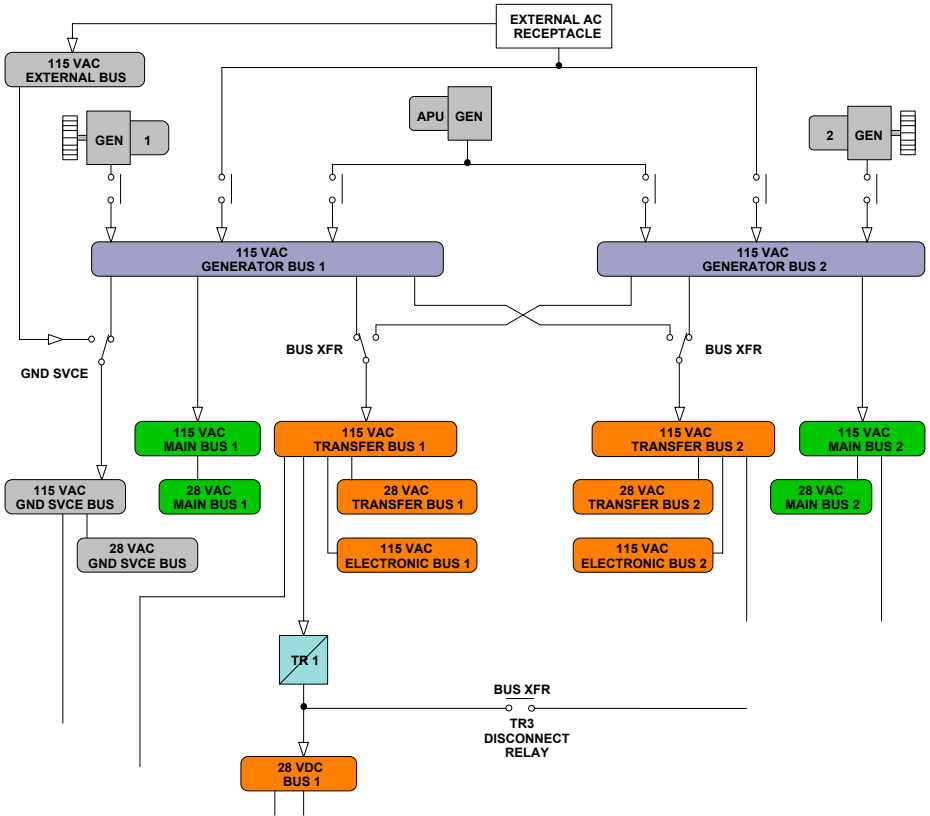 EXTERNAL AC
RECEPTACLE
115 VAC
EXTERNAL BUS
GEN
1
APU
GEN
2
GEN
115 VAC
GENERATOR BUS 1
115 VAC
GENERATOR BUS 2
GND SVCE
BUS XFR
BUS XFR
115 VAC
MAIN BUS 1
115 VAC
TRANSFER BUS 1
115 VAC
TRANSFER BUS 2
115 VAC
MAIN BUS 2
115 VAC
GND SVCE BUS
28 VAC
MAIN BUS 1
28 VAC
TRANSFER BUS 1
28 VAC
TRANSFER BUS 2
28 VAC
MAIN BUS 2
28 VAC
GND SVCE BUS
115 VAC
ELECTRONIC BUS 1
115 VAC
ELECTRONIC BUS 2
TR 1
BUS XFR
TR3
DISCONNECT
RELAY
28 VDC
BUS 1